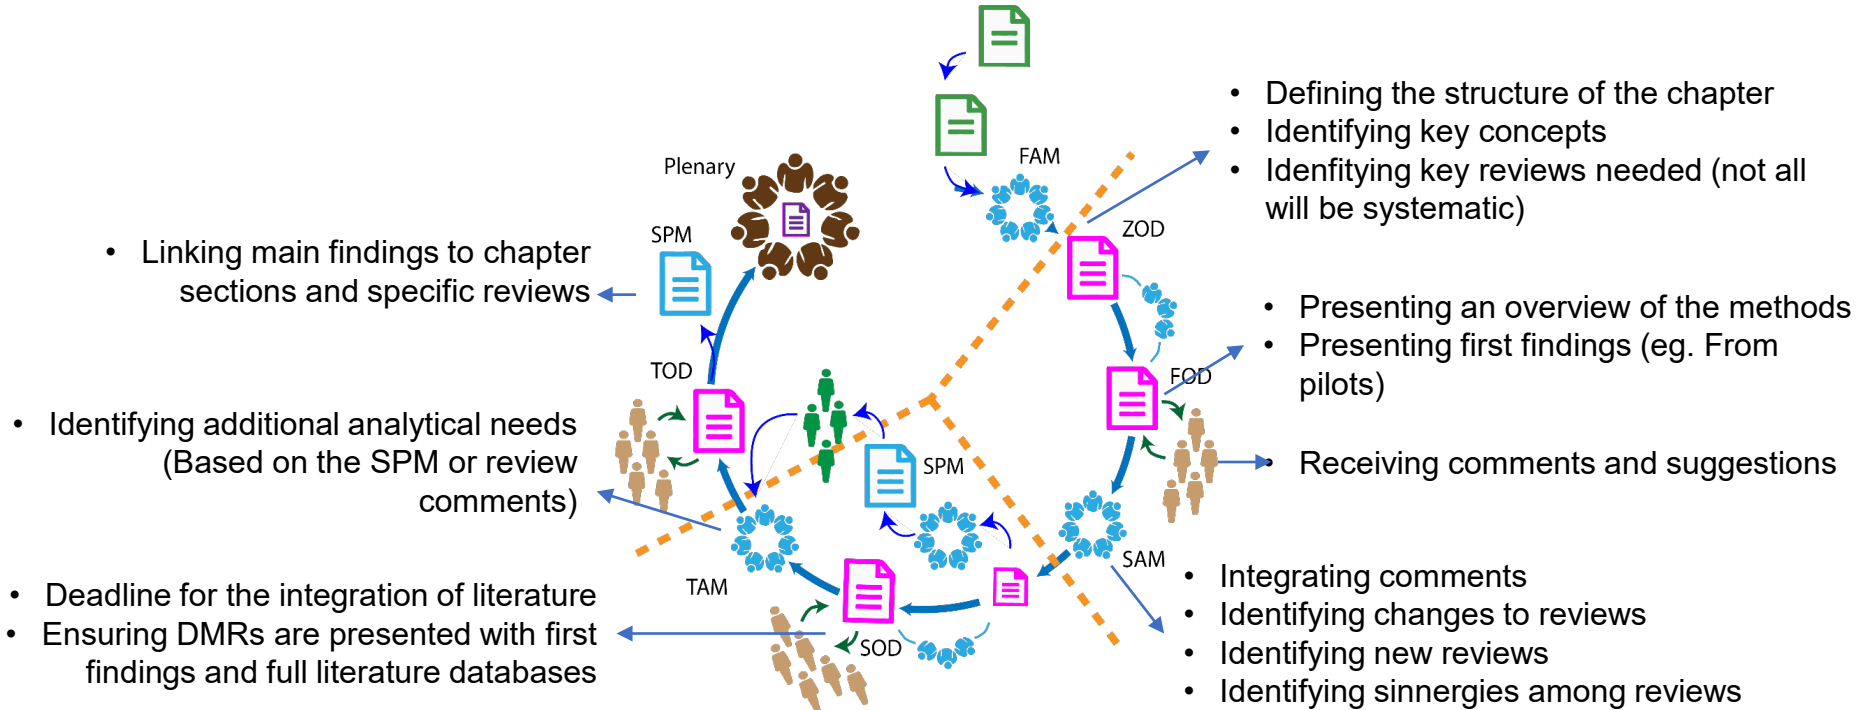 FAM
• Defining the structure of the chapter
• Identifying key concepts
• Idenfitying key reviews needed (not all
will be systematic)
ZOD
• Presenting an overview of the methods
• Presenting first findings (eg. From
pilots)
FOD
• Receiving comments and suggestions
SAM
• Integrating comments
• Identifying changes to reviews
• Identifying new reviews
• Identifying sinnergies among reviews
SPM
SOD
• Deadline for the integration of literature
• Ensuring DMRs are presented with first
findings and full literature databases
TAM
• Identifying additional analytical needs
(Based on the SPM or review
comments)
TOD
SPM
• Linking main findings to chapter
sections and specific reviews
Plenary